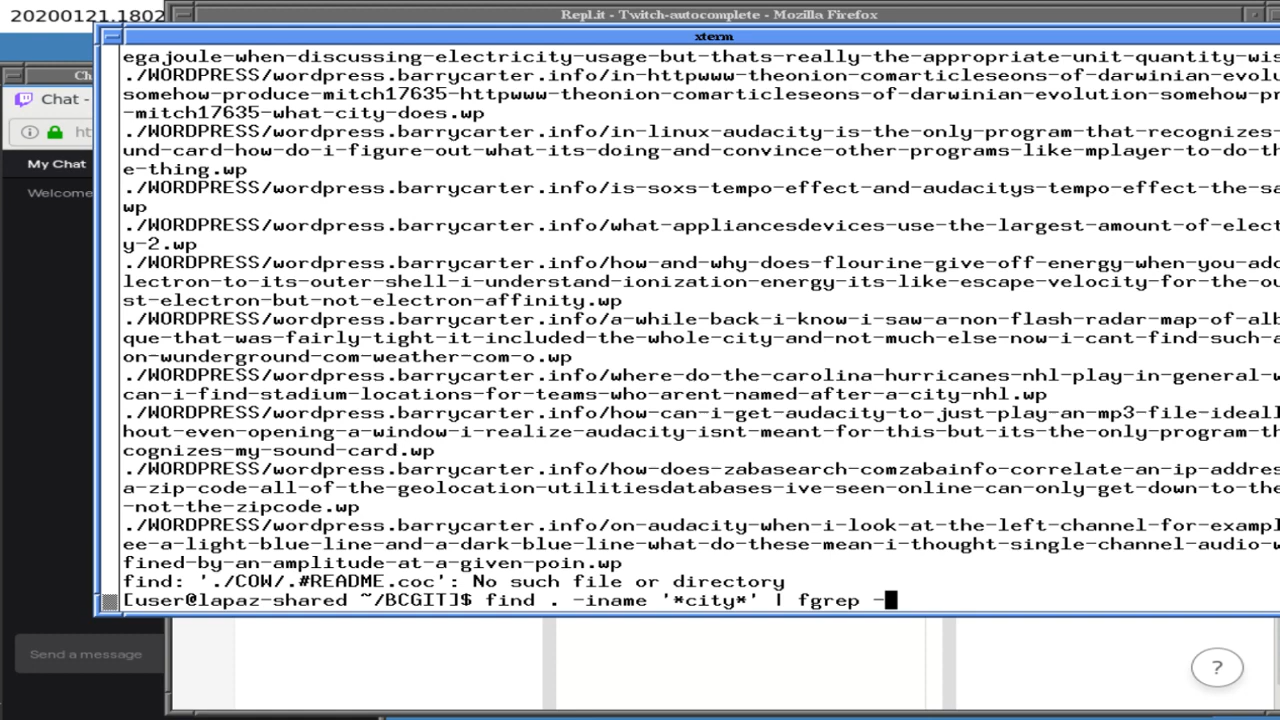 20200121.1802
Repl.it - Twitch-autocomplete - Mozilla Firefox
xterm
Ch
Chat -
ht
My Chat
Welcome
egajoule-when-discussing-electricity-usage-but-thats-really-the-appropriate-unit-quantity-wis
./WORDPRESS/wordpress.barrycarter.info/in-httpwww-theonion-comarticleseons-of-darwinian-evolu
somehow-produce-mitch17635-httpwww-theonion-comarticleseons-of-darwinian-evolution-somehow-pr
-mitch17635-what-city-does.wp
./WORDPRESS/wordpress.barrycarter.info/in-linux-audacity-is-the-only-program-that-recognizes-
und-card-how-do-i-figure-out-what-its-doing-and-convince-other-programs-like-mplayer-to-do-th
e-thing.wp
./WORDPRESS/wordpress.barrycarter.info/is-soxs-tempo-effect-and-audacitys-tempo-effect-the-sa
wp
./WORDPRESS/wordpress.barrycarter.info/what-appliancesdevices-use-the-largest-amount-of-elect
y-2.wp
./WORDPRESS/wordpress.barrycarter.info/how-and-why-does-flourine-give-off-energy-when-you-add
lectron-to-its-outer-shell-i-understand-ionization-energy-its-like-escape-velocity-for-the-ou
st-electron-but-not-electron-affinity.wp
./WORDPRESS/wordpress.barrycarter.info/a-while-back-i-know-i-saw-a-non-flash-radar-map-of-alb
que-that-was-fairly-tight-it-included-the-whole-city-and-not-much-else-now-i-cant-find-such-a
on-wunderground-com-weather-com-o.wp
./WORDPRESS/wordpress.barrycarter.info/where-do-the-carolina-hurricanes-nhl-play-in-general-w
can-i-find-stadium-locations-for-teams-who-arent-named-after-a-city-nhl.wp
./WORDPRESS/wordpress.barrycarter.info/how-can-i-get-audacity-to-just-play-an-mp3-file-ideall
hout-even-opening-a-window-i-realize-audacity-isnt-meant-for-this-but-its-the-only-program-th
cognizes-my-sound-card.wp
./WORDPRESS/wordpress.barrycarter.info/how-does-zabasearch-comzabainfo-correlate-an-ip-addres
a-zip-code-all-of-the-geolocation-utilitiesdatabases-ive-seen-online-can-only-get-down-to-the
-not-the-zipcode.wp
./WORDPRESS/wordpress.barrycarter.info/on-audacity-when-i-look-at-the-left-channel-for-exampl
ee-a-light-blue-line-and-a-dark-blue-line-what-do-these-mean-i-thought-single-channel-audio-w
fined-by-an-amplitude-at-a-given-poin.wp
find: './COW/.#README.coc': No such file or directory
[user@lapaz-shared ~/BCGIT]$ find . -iname '*city*' | fgrep -
Send a message
?